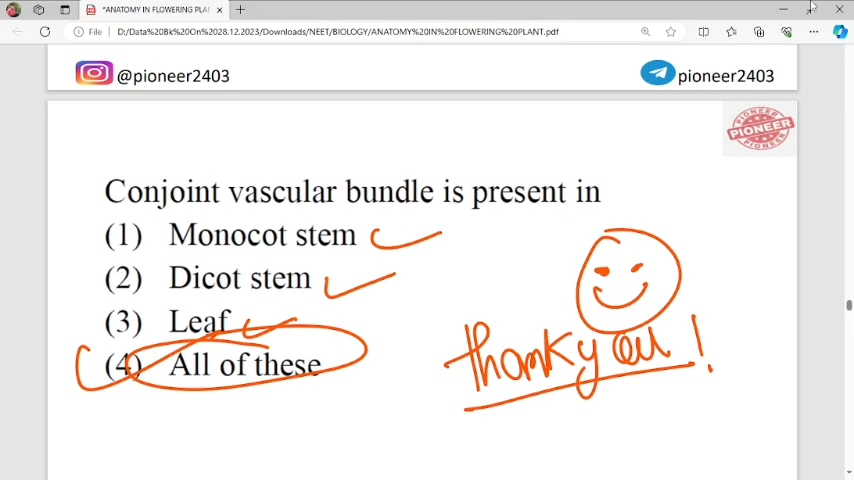 *ANATOMY IN FLOWERING PLAN
File
D:/Data%20Bk%20On%2028.12.2023/Downloads/NEET/BIOLOGY/ANATOMY%20IN%20FLOWERING%20PLANT.pdf
@pioneer2403
pioneer2403
PIONEER
PIONEER
PIONEER
Conjoint vascular bundle is present in
(1) Monocot stem
(2) Dicot stem
(3) Leaf
(4) All of these
thank you!